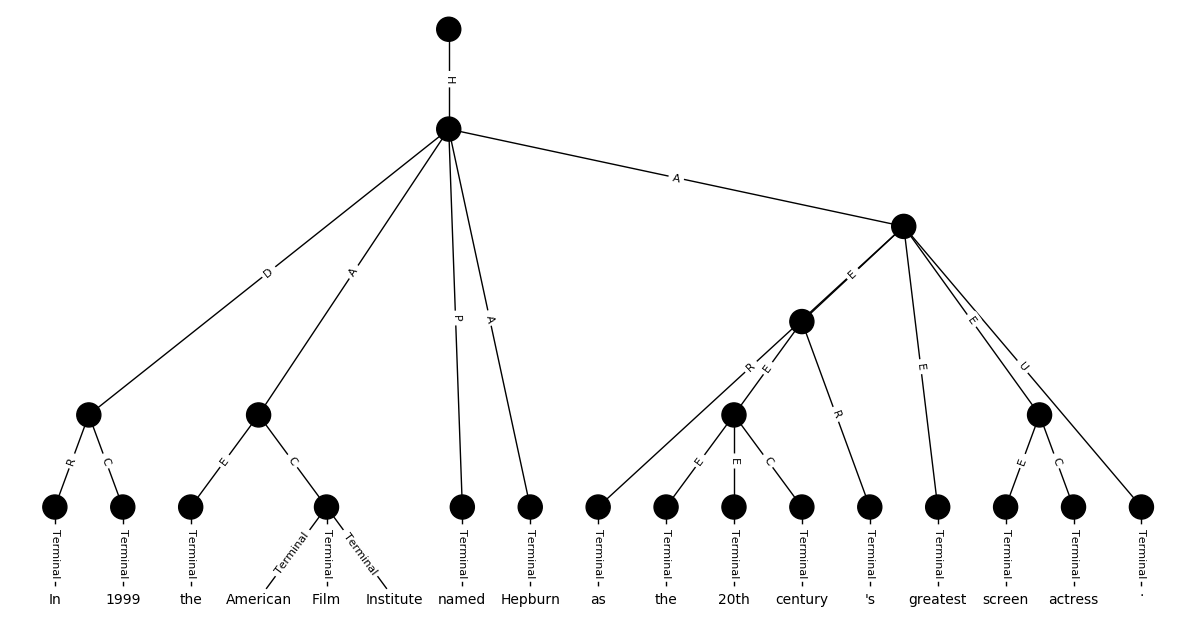 H
A
D
A
E
P
A
E
U
R
E
E
R
R
C
E
C
E
E
C
E
C
Terminal Terminal Terminal Terminal Terminal Terminal Terminal Terminal Terminal Terminal Terminal Terminal Terminal Terminal Terminal Terminal Terminal
In 1999 the American Film Institute named Hepburn as the 20th century 's greatest screen actress .